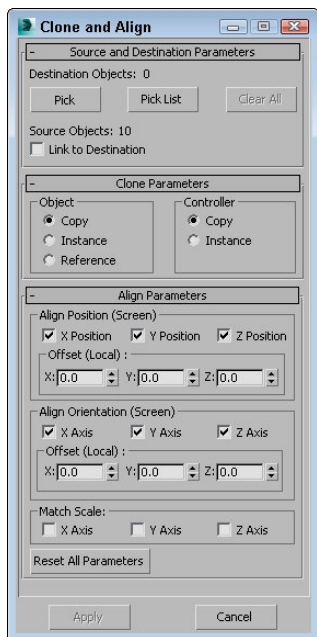 Clone and Align
- Source and Destination Parameters
Destination Objects: 0
Pick Pick List Clear All
Source Objects: 10
Link to Destination
- Clone Parameters
Object Controller
Copy Copy
Instance Instance
Reference
- Align Parameters
Align Position (Screen)
X Position Y Position Z Position
Offset (Local) :
X: 0.0 Y: 0.0 Z: 0.0
Align Orientation (Screen)
X Axis Y Axis Z Axis
Offset (Local) :
X: 0.0 Y: 0.0 Z: 0.0
Match Scale:
X Axis Y Axis Z Axis
Reset All Parameters
Apply Cancel